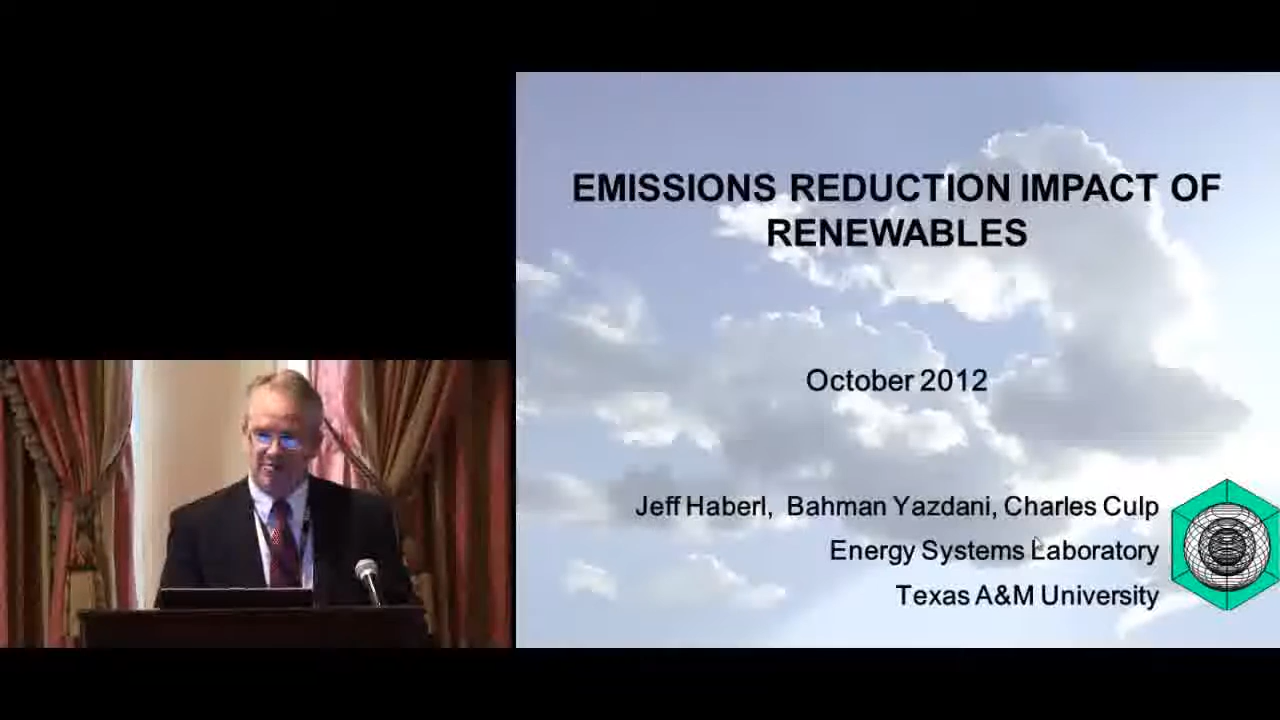 EMISSIONS REDUCTION IMPACT OF
RENEWABLES
October 2012
Jeff Haberl, Bahman Yazdani, Charles Culp
Energy Systems Laboratory
Texas A&M University